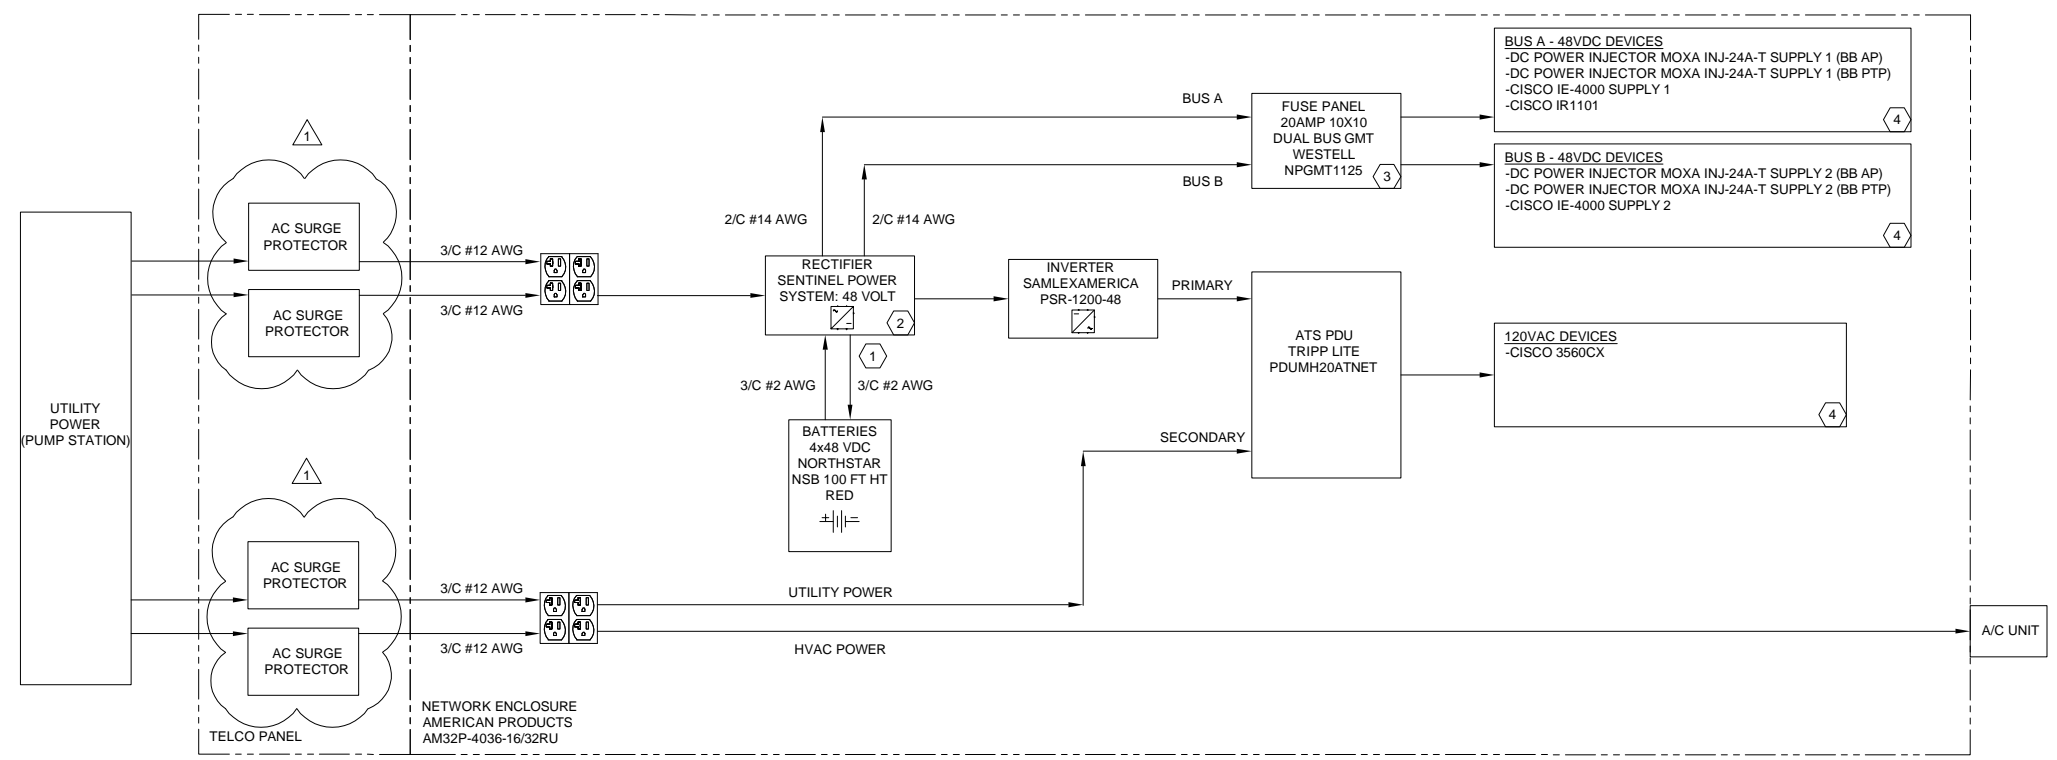 BUS A - 48VDC DEVICES
-DC POWER INJECTOR MOXA INJ-24A-T SUPPLY 1 (BB AP)
-DC POWER INJECTOR MOXA INJ-24A-T SUPPLY 1 (BB PTP)
-CISCO IE-4000 SUPPLY 1
-CISCO IR1101
4
BUS A
FUSE PANEL
20AMP 10X10
DUAL BUS GMT
WESTELL
NPGMT1125
3
BUS B
BUS B - 48VDC DEVICES
-DC POWER INJECTOR MOXA INJ-24A-T SUPPLY 2 (BB AP)
-DC POWER INJECTOR MOXA INJ-24A-T SUPPLY 2 (BB PTP)
-CISCO IE-4000 SUPPLY 2
4
1
AC SURGE
PROTECTOR
AC SURGE
PROTECTOR
3/C #12 AWG
3/C #12 AWG
2/C #14 AWG
2/C #14 AWG
RECTIFIER
SENTINEL POWER
SYSTEM: 48 VOLT
2
INVERTER
SAMLEXAMERICA
PSR-1200-48
PRIMARY
ATS PDU
TRIPP LITE
PDUMH20ATNET
120VAC DEVICES
-CISCO 3560CX
4
1
3/C #2 AWG
3/C #2 AWG
BATTERIES
4x48 VDC
NORTHSTAR
NSB 100 FT HT
RED
SECONDARY
UTILITY
POWER
(PUMP STATION)
1
AC SURGE
PROTECTOR
AC SURGE
PROTECTOR
3/C #12 AWG
3/C #12 AWG
UTILITY POWER
HVAC POWER
A/C UNIT
TELCO PANEL
NETWORK ENCLOSURE
AMERICAN PRODUCTS
AM32P-4036-16/32RU